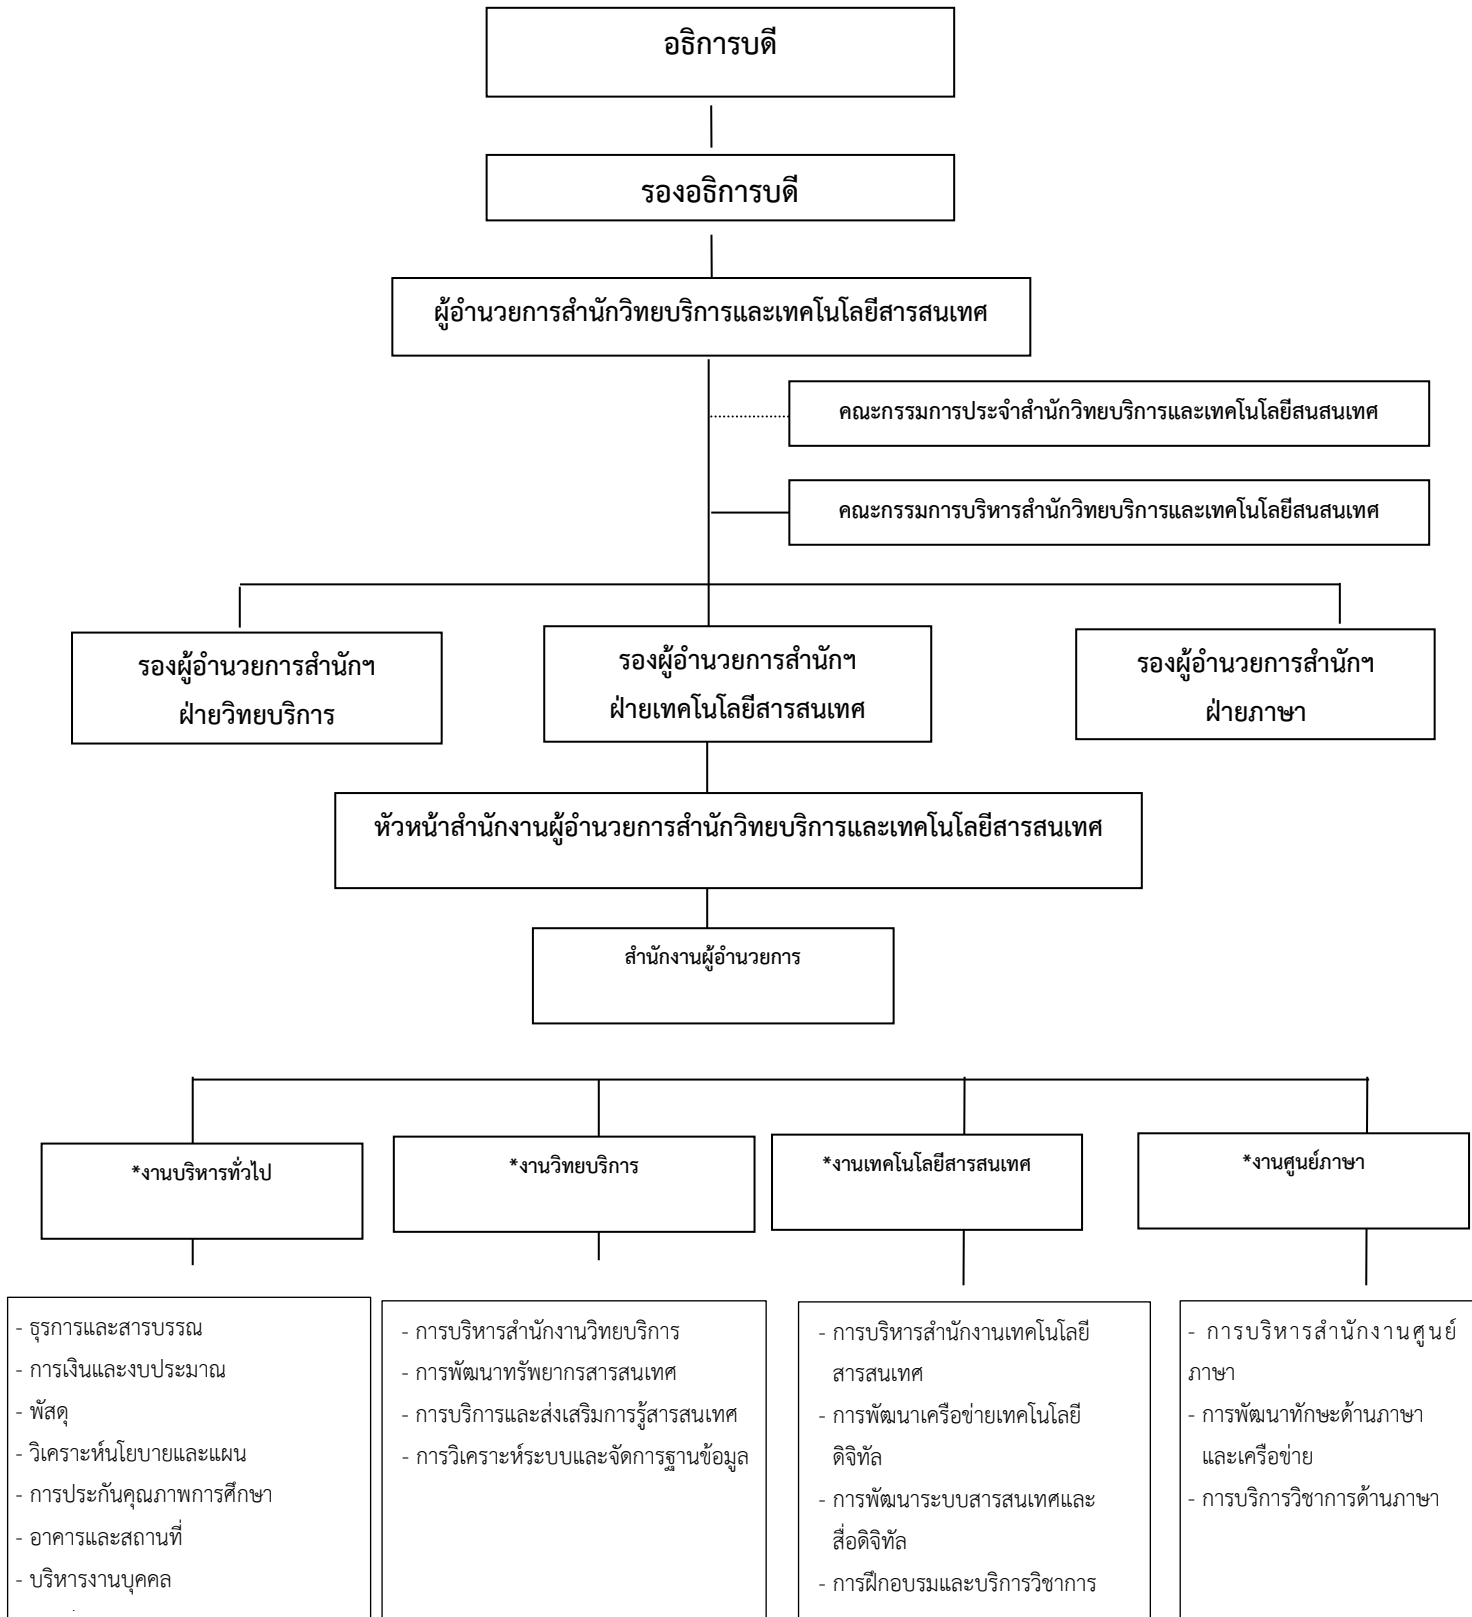 อธิการบดี
รองอธิการบดี
ผู้อำนวยการสำนักวิทยบริการและเทคโนโลยีสารสนเทศ
คณะกรรมการประจำสำนักวิทยบริการและเทคโนโลยีสนสนเทศ
คณะกรรมการบริหารสำนักวิทยบริการและเทคโนโลยีสนสนเทศ
รองผู้อำนวยการสำนักฯ
ฝ่ายวิทยบริการ
รองผู้อำนวยการสำนักฯ
ฝ่ายเทคโนโลยีสารสนเทศ
รองผู้อำนวยการสำนักฯ
ฝ่ายภาษา
หัวหน้าสำนักงานผู้อำนวยการสำนักวิทยบริการและเทคโนโลยีสารสนเทศ
สำนักงานผู้อำนวยการ
*งานบริหารทั่วไป
*งานวิทยบริการ
*งานเทคโนโลยีสารสนเทศ
*งานศูนย์ภาษา
- ธุรการและสารบรรณ
- การเงินและงบประมาณ
- พัสดุ
- วิเคราะห์นโยบายและแผน
- การประกันคุณภาพการศึกษา
- อาคารและสถานที่
- บริหารงานบุคคล
- การบริหารสำนักงานวิทยบริการ
- การพัฒนาทรัพยากรสารสนเทศ
- การบริการและส่งเสริมการรู้สารสนเทศ
- การวิเคราะห์ระบบและจัดการฐานข้อมูล
- การบริหารสำนักงานเทคโนโลยี
สารสนเทศ
- การพัฒนาเครือข่ายเทคโนโลยี
ดิจิทัล
- การพัฒนาระบบสารสนเทศและ
สื่อดิจิทัล
- การฝึกอบรมและบริการวิชาการ
- การบริหารสำนักงานศูนย์
ภาษา
- การพัฒนาทักษะด้านภาษา
และเครือข่าย
- การบริการวิชาการด้านภาษา